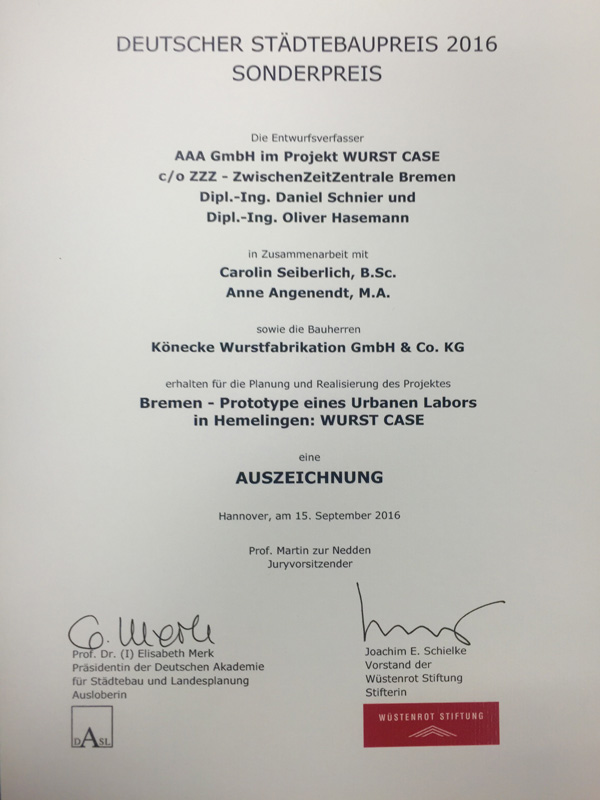 DEUTSCHER STÄDTEBAUPREIS 2016
SONDERPREIS
Die Entwurfsverfasser
AAA GmbH im Projekt WURST CASE
c/o ZZZ - ZwischenZeitZentrale Bremen
Dipl.-Ing. Daniel Schnier und
Dipl.-Ing. Oliver Hasemann
in Zusammenarbeit mit
Carolin Seiberlich, B.Sc.
Anne Angenendt, M.A.
sowie die Bauherren
Könecke Wurstfabrikation GmbH & Co. KG
erhalten für die Planung und Realisierung des Projektes
Bremen - Prototype eines Urbanen Labors
in Hemelingen: WURST CASE
eine
AUSZEICHNUNG
Hannover, am 15. September 2016
Prof. Martin zur Nedden
Juryvorsitzender
E. Merk
Prof. Dr. (I) Elisabeth Merk
Präsidentin der Deutschen Akademie
für Städtebau und Landesplanung
Ausloberin
DASL
Joachim E. Schielke
Vorstand der
Wüstenrot Stiftung
Stifterin
WÜSTENROT STIFTUNG